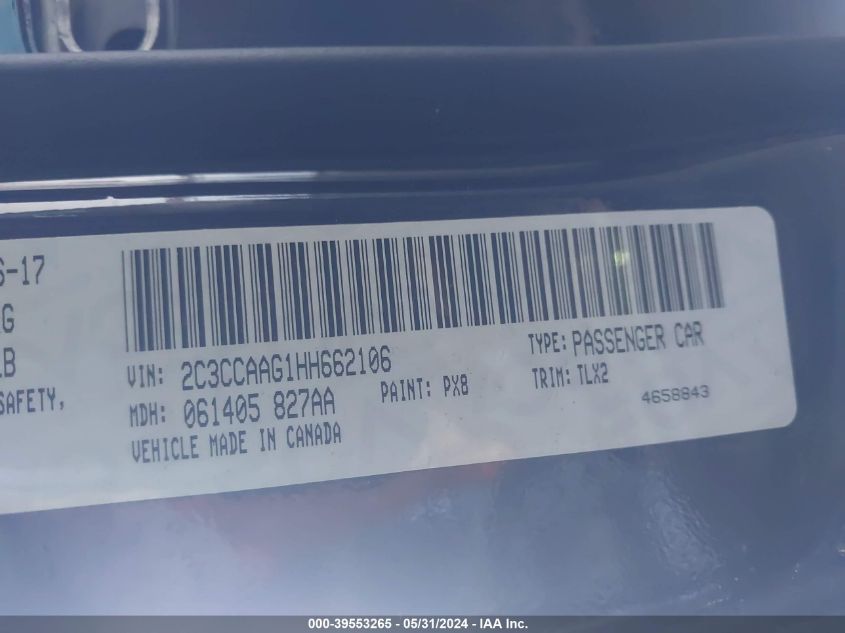 6-17
G
LB
SAFETY,
VIN: 2C3CCAAG1HH662106
MDH: 061405 827AA
PAINT: PX8
VEHICLE MADE IN CANADA
TYPE: PASSENGER CAR
TRIM: TLX2
4658843
000-39553265 - 05/31/2024 - IAA Inc.